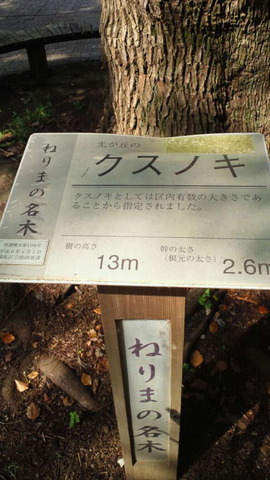 ねりまの名木
光が丘の
クスノキ
クスノキとしては区内有数の大きさであ
ることから指定されました。
樹の高さ
13m
幹の太さ
(根元の太さ)
2.6m
ねりまの名木